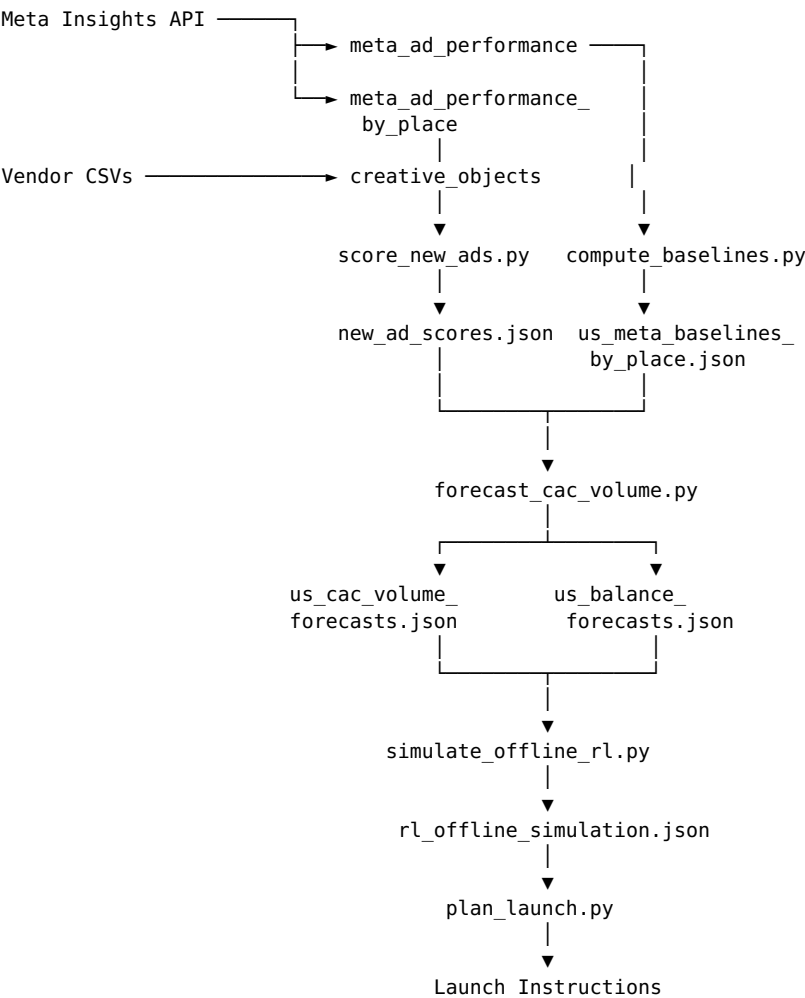 Meta Insights API
meta_ad_performance
meta_ad_performance_
by_place
Vendor CSVs
creative_objects
score_new_ads.py
compute_baselines.py
new_ad_scores.json
us_meta_baselines_
by_place.json
forecast_cac_volume.py
us_cac_volume_
forecasts.json
us_balance_
forecasts.json
simulate_offline_rl.py
rl_offline_simulation.json
plan_launch.py
Launch Instructions